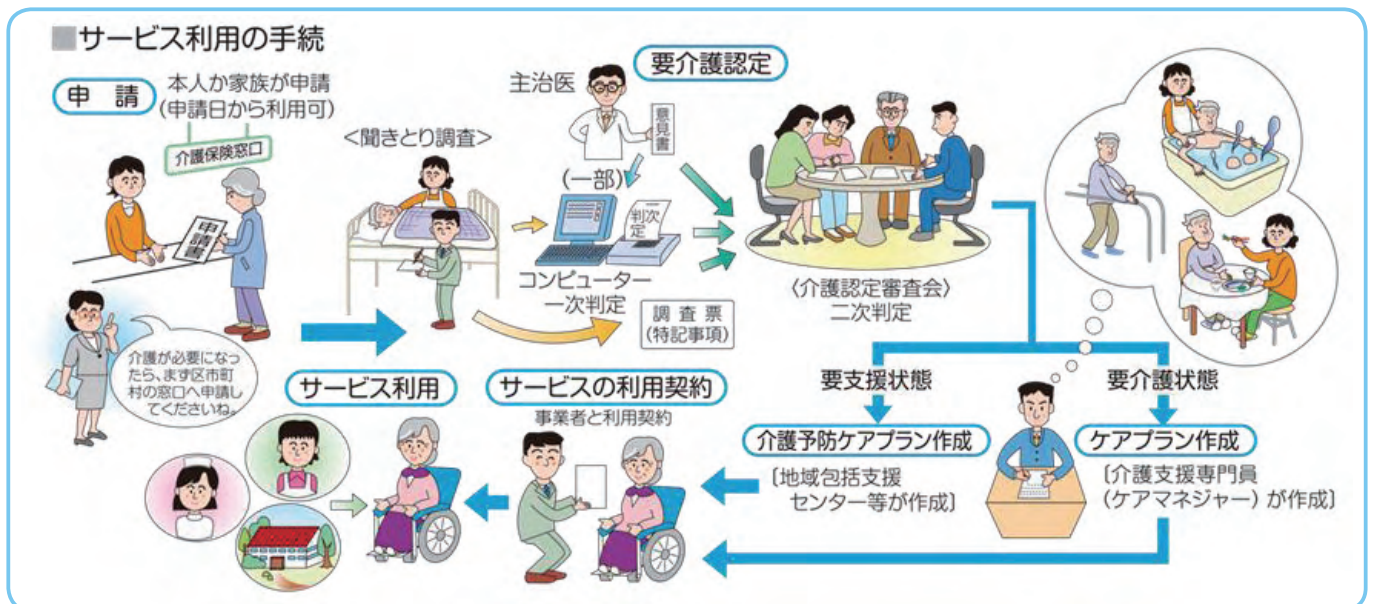 ■サービス利用の手続
申請
本人か家族が申請
(申請日から利用可)
介護保険窓口
申請書
介護が必要になっ
たら、まず区市町
村の窓口へ申請し
てくださいね。
<聞きとり調査>
主治医
意見書
(一部)
コンピューター
一次判定
調査票
(特記事項)
要介護認定
〈介護認定審査会〉
二次判定
要支援状態
介護予防ケアプラン作成
〔地域包括支援
センター等が作成〕
要介護状態
ケアプラン作成
〔介護支援専門員
(ケアマネジャー)が作成〕
サービスの利用契約
事業者と利用契約
サービス利用